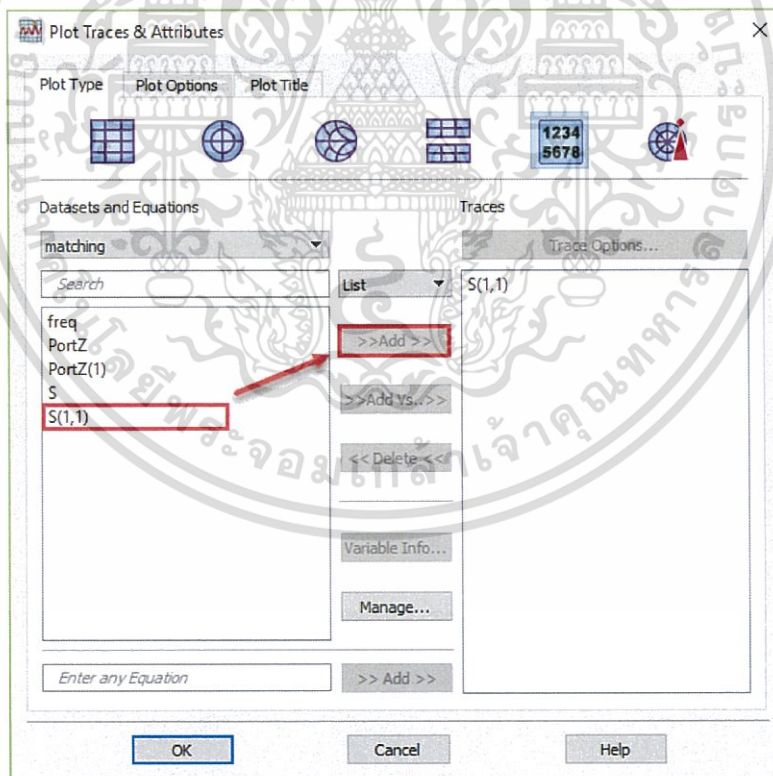 Plot Traces & Attributes
Plot Type Plot Options Plot Title
1234
5678
Datasets and Equations
Traces
matching
Trace Options...
Search
List
S(1,1)
freq
PortZ
PortZ(1)
S
S(1,1)
>>Add >>
>>Add Vs..>>
<< Delete <<
Variable Info...
Manage...
Enter any Equation
>> Add >>
OK
Cancel
Help